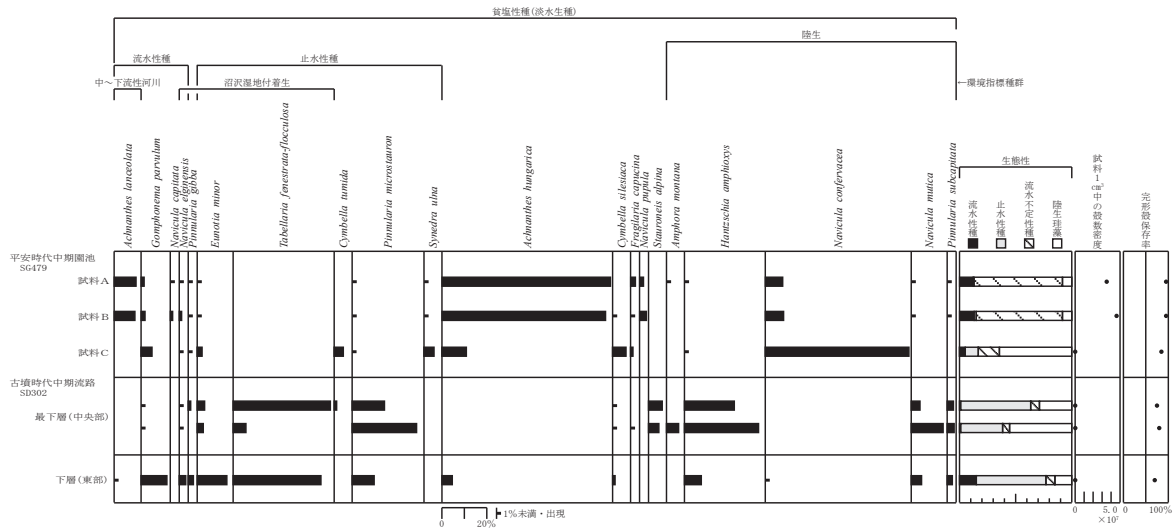 貧塩性種(淡水生種)
陸生
流水性種
止水性種
中〜下流性河川
沼沢湿地付着生
←環境指標種群
Achnanthes lanceolata
Gomphonema parvulum
Navicula capitata
Navicula elginensis
Pinnularia gibba
Eunotia minor
Tabellaria fenestrata-flocculosa
Cymbella tumida
Pinnularia microstauron
Synedra ulna
Achnanthes hungarica
Cymbella silesiaca
Fragilaria capucina
Navicula pupula
Stauroneis alpina
Amphora montana
Hantzschia amphioxys
Navicula confervacea
Navicula mutica
Pinnularia subcapitata
生態性
流水性種
止水性種
流水不定性種
陸生珪藻
試料1cm³中の殻数密度
完形殻保存率
平安時代中期園池
SG479
試料A
試料B
試料C
古墳時代中期流路
SD302
最下層(中央部)
下層(東部)
0 20%
1%未満・出現
0 5.0
×10⁷
0 100%